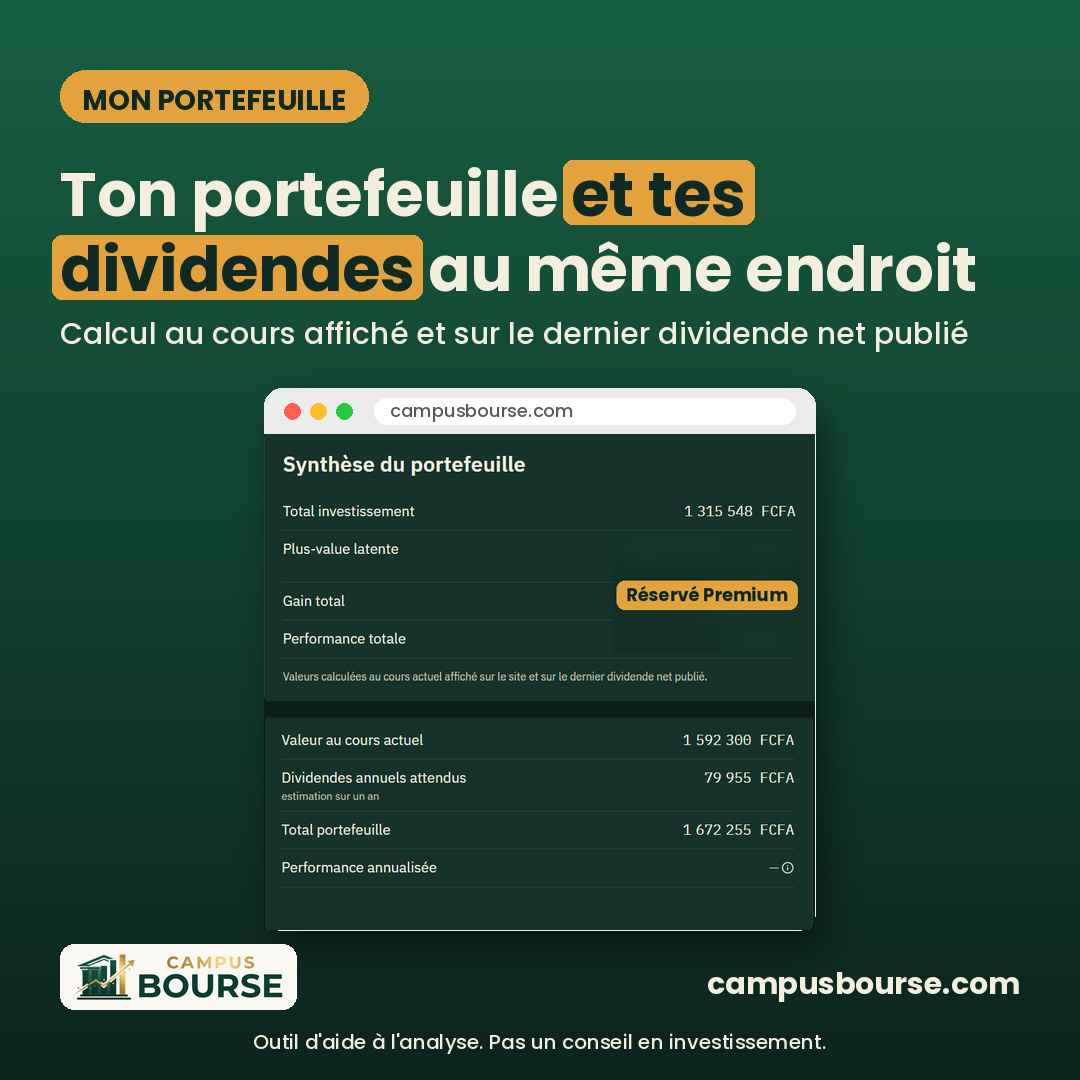 MON PORTEFEUILLE
Ton portefeuille et tes
dividendes au même endroit
Calcul au cours affiché et sur le dernier dividende net publié
campusbourse.com
Synthèse du portefeuille
Total investissement 1 315 548 FCFA
Plus-value latente
Réservé Premium
Gain total
Performance totale
Valeurs calculées au cours actuel affiché sur le site et sur le dernier dividende net publié.
Valeur au cours actuel 1 592 300 FCFA
Dividendes annuels attendus 79 955 FCFA
estimation sur un an
Total portefeuille 1 672 255 FCFA
Performance annualisée —
CAMPUS
BOURSE
campusbourse.com
Outil d'aide à l'analyse. Pas un conseil en investissement.